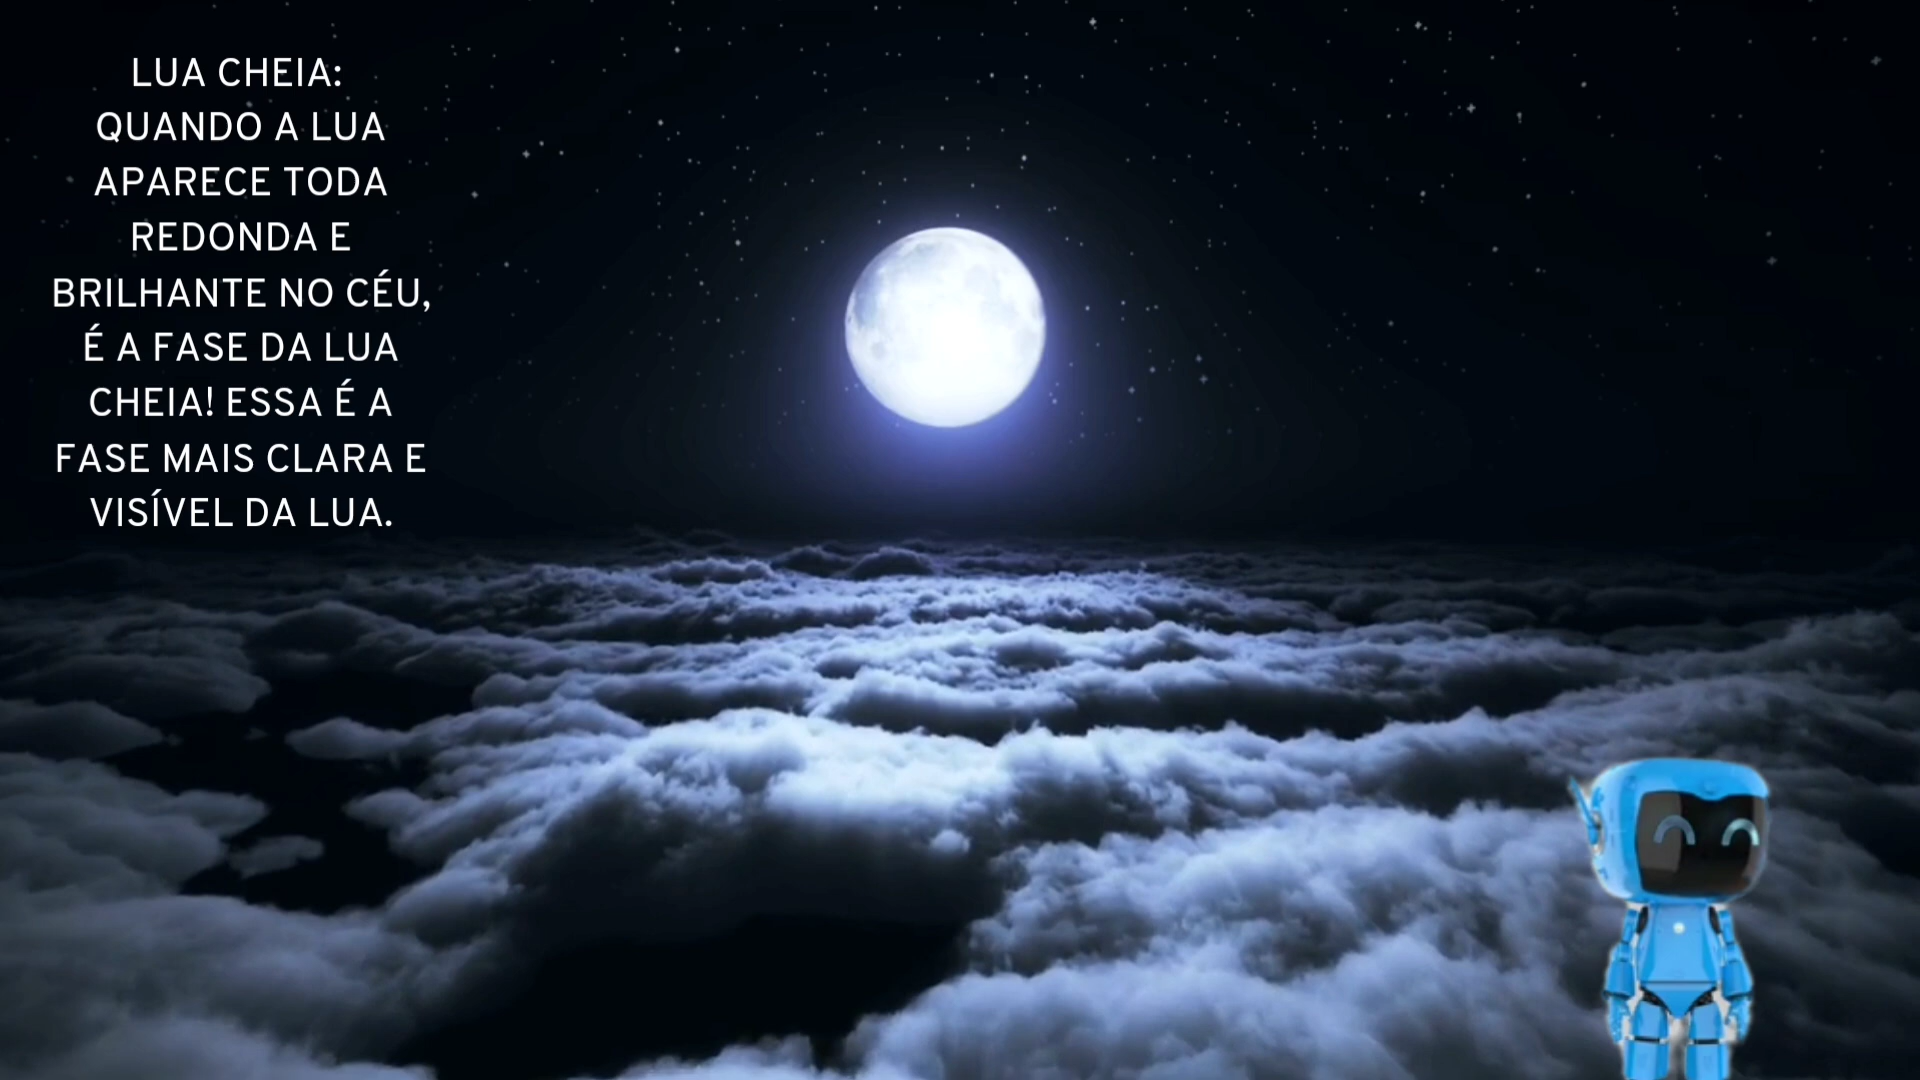 LUA CHEIA:
QUANDO A LUA
APARECE TODA
REDONDA E
BRILHANTE NO CÉU,
É A FASE DA LUA
CHEIA! ESSA É A
FASE MAIS CLARA E
VISÍVEL DA LUA.